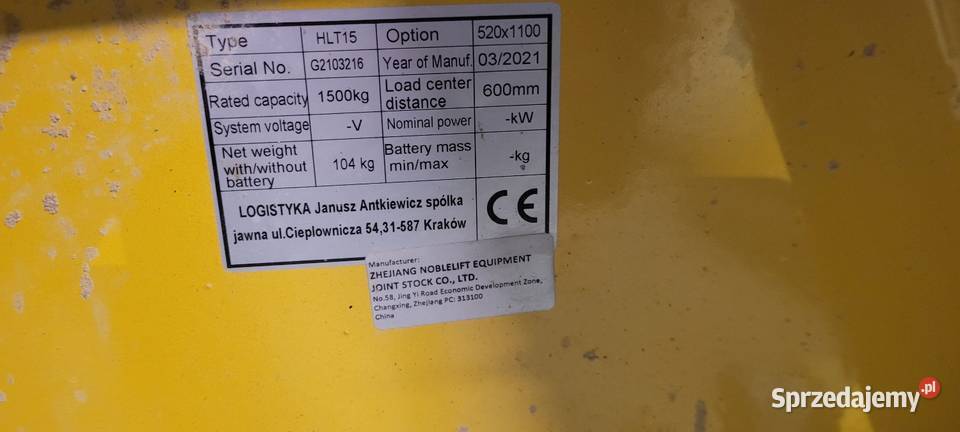 Type HLT15 Option 520x1100
Serial No. G2103216 Year of Manuf. 03/2021
Rated capacity 1500kg Load center distance 600mm
System voltage -V Nominal power -kW
Net weight with/without battery 104 kg Battery mass min/max -kg
LOGISTYKA Janusz Antkiewicz spólka
jawna ul.Cieplownicza 54,31-587 Kraków
CE
Manufacturer:
ZHEJIANG NOBLELIFT EQUIPMENT
JOINT STOCK CO., LTD.
No.58, Jing Yi Road Economic Development Zone,
Changxing, Zhejiang PC: 313100
China
Sprzedajemy.pl